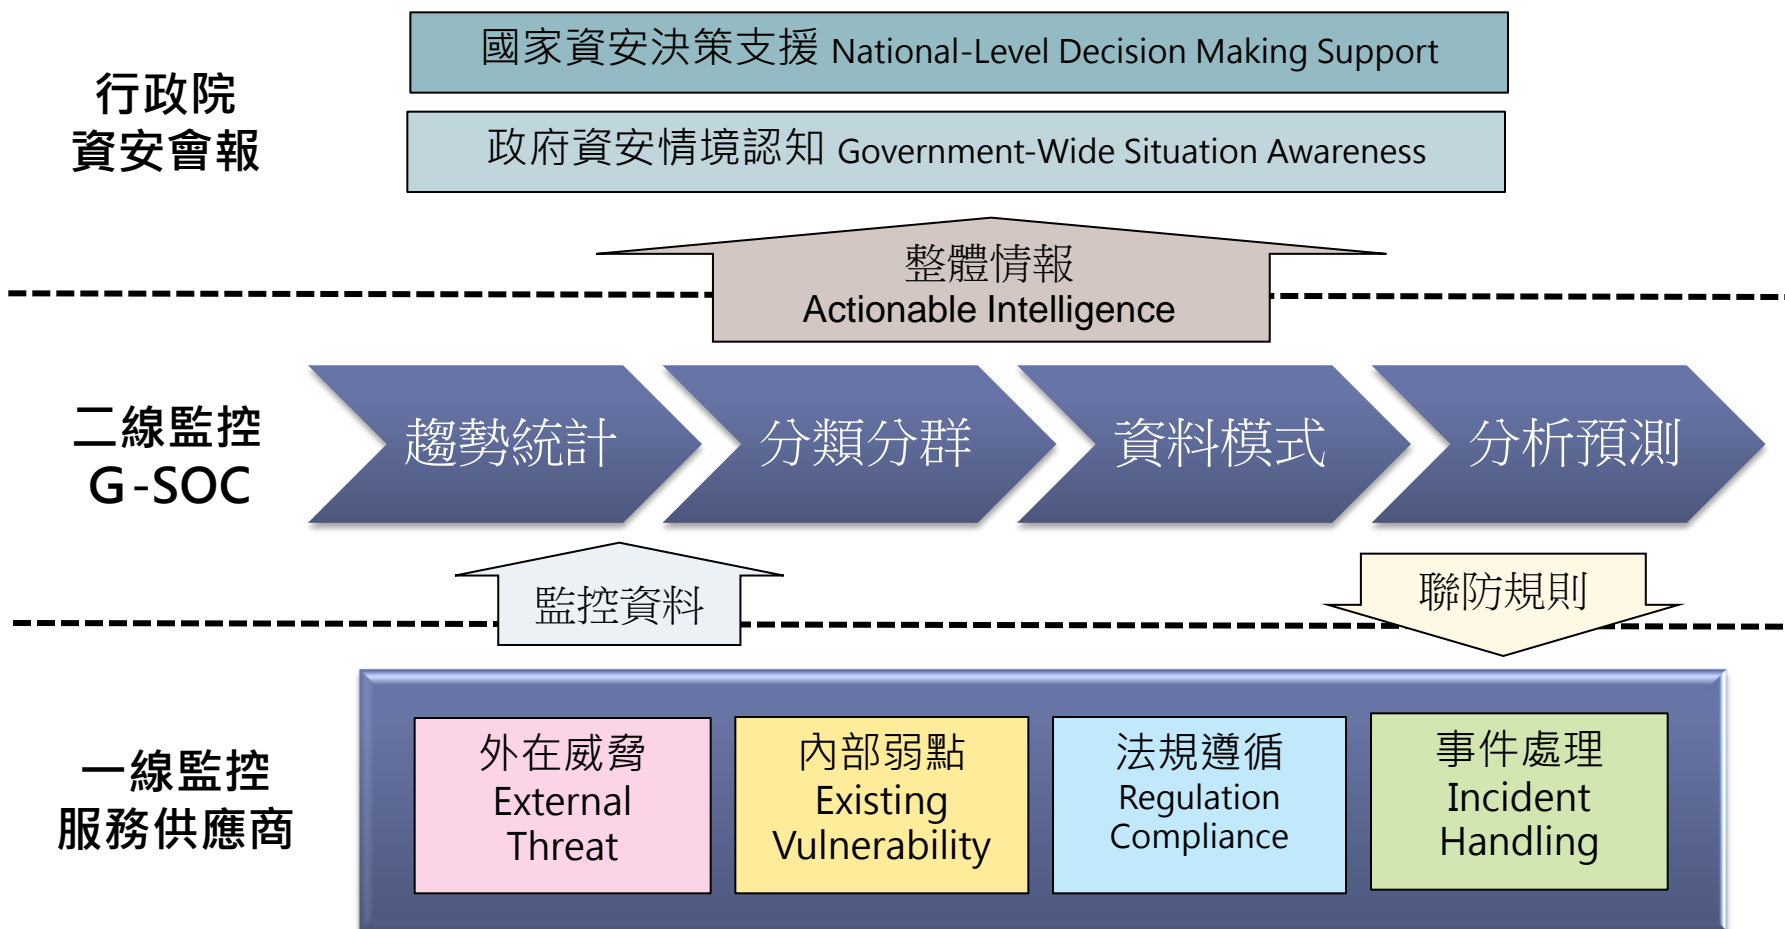 行政院
資安會報
國家資安決策支援 National-Level Decision Making Support
政府資安情境認知 Government-Wide Situation Awareness
整體情報
Actionable Intelligence
二線監控
G-SOC
趨勢統計
分類分群
資料模式
分析預測
監控資料
聯防規則
一線監控
服務供應商
外在威脅
External
Threat
內部弱點
Existing
Vulnerability
法規遵循
Regulation
Compliance
事件處理
Incident
Handling